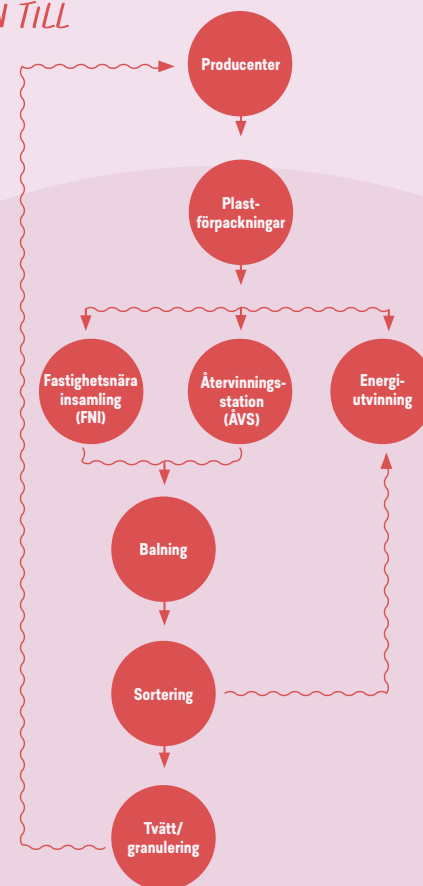 TILL
Producenter
Plast-
förpackningar
Fastighetsnära
insamling
(FNI)
Återvinnings-
station
(ÅVS)
Energi-
utvinning
Balning
Sortering
Tvätt/
granulering